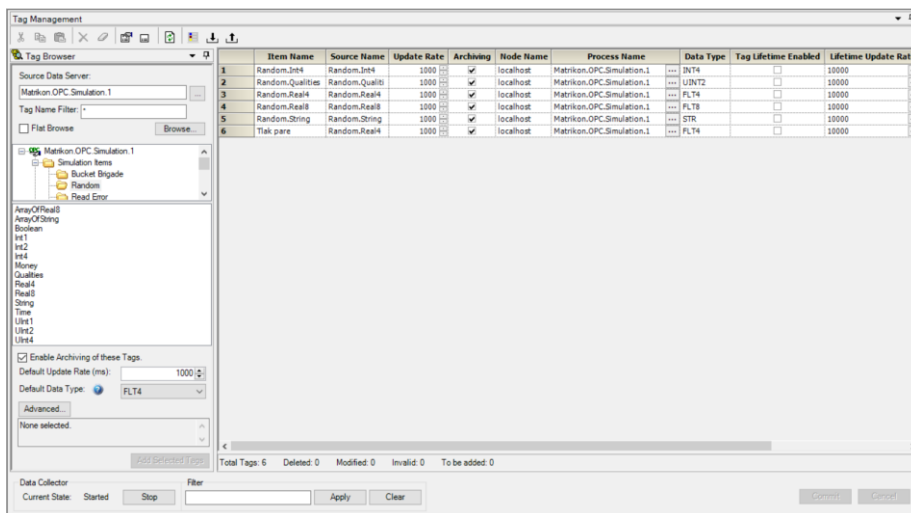 Tag Management
Tag Browser
Source Data Server:
Matrikon.OPC.Simulation.1
...
Tag Name Filter: *
Flat Browse
Browse...
Matrikon.OPC.Simulation.1
Simulation Items
Bucket Brigade
Random
Read Error
ArrayOfReal8
ArrayOfString
Boolean
Int1
Int2
Int4
Money
Qualities
Real4
Real8
String
Time
UInt1
UInt2
UInt4
Enable Archiving of these Tags.
Default Update Rate (ms): 1000
Default Data Type: FLT4
Advanced...
None selected.
Add Selected Tags
Item Name Source Name Update Rate Archiving Node Name Process Name Data Type Tag Lifetime Enabled Lifetime Update Rat
1 Random.Int4 Random.Int4 1000 localhost Matrikon.OPC.Simulation.1 ... INT4 10000
2 Random.Qualities Random.Qualiti 1000 localhost Matrikon.OPC.Simulation.1 ... UINT2 10000
3 Random.Real4 Random.Real4 1000 localhost Matrikon.OPC.Simulation.1 ... FLT4 10000
4 Random.Real8 Random.Real8 1000 localhost Matrikon.OPC.Simulation.1 ... FLT8 10000
5 Random.String Random.String 1000 localhost Matrikon.OPC.Simulation.1 ... STR 10000
6 Tlak pare Random.Real4 1000 localhost Matrikon.OPC.Simulation.1 ... FLT4 10000
Total Tags: 6 Deleted: 0 Modified: 0 Invalid: 0 To be added: 0
Data Collector
Current State: Started Stop
Filter
Apply Clear
Commit Cancel